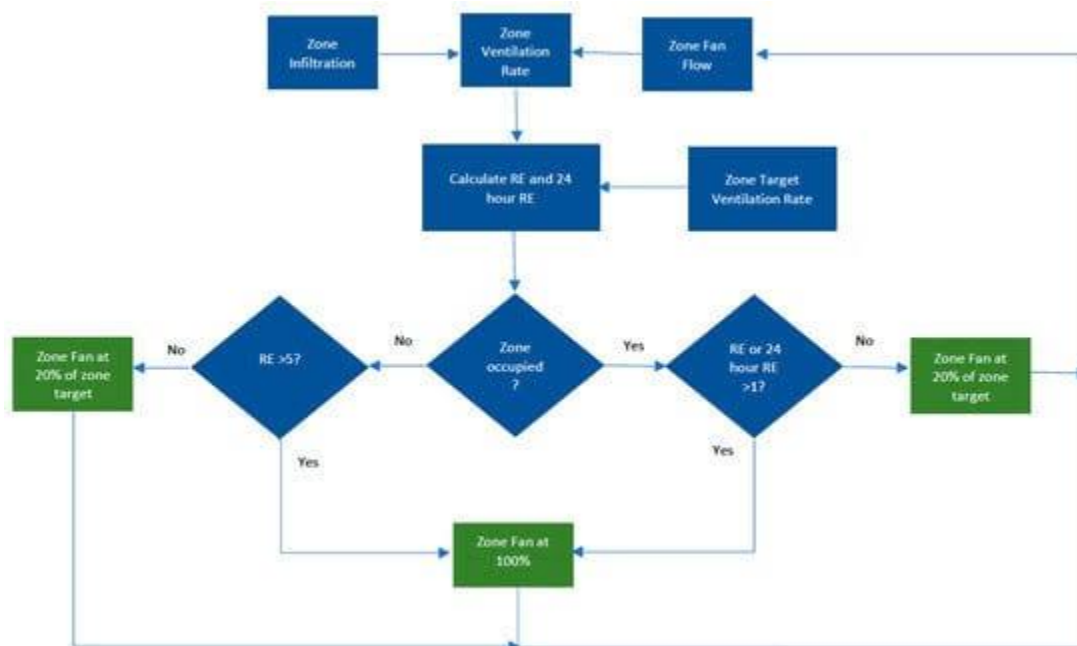 Zone
Infiltration
Zone
Ventilation
Rate
Zone Fan
Flow
Calculate RE and 24
hour RE
Zone Target
Ventilation Rate
Zone Fan at
20% of zone
target
No
RE >5?
No
Zone
occupied
?
Yes
RE or 24
hour RE
>1?
No
Zone Fan at
20% of zone
target
Yes
Yes
Zone Fan at
100%